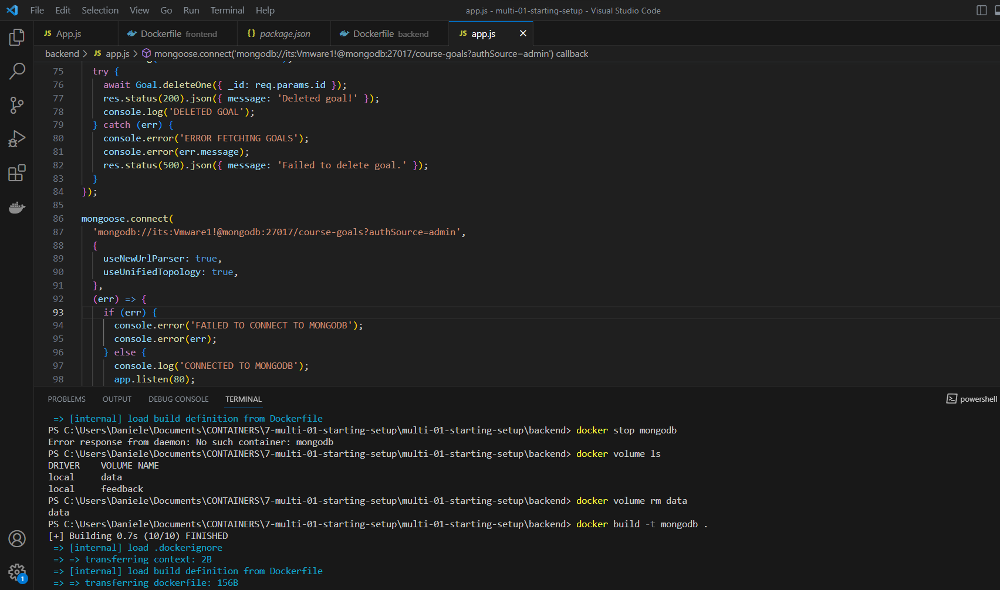 File Edit Selection View Go Run Terminal Help
app.js - multi-01-starting-setup - Visual Studio Code
JS App.js
Dockerfile frontend
{} package.json
Dockerfile backend
JS app.js
backend > JS app.js > mongoose.connect('mongodb://its:Vmware1!@mongodb:27017/course-goals?authSource=admin') callback
75 try {
76 await Goal.deleteOne({ _id: req.params.id });
77 res.status(200).json({ message: 'Deleted goal!' });
78 console.log('DELETED GOAL');
79 } catch (err) {
80 console.error('ERROR FETCHING GOALS');
81 console.error(err.message);
82 res.status(500).json({ message: 'Failed to delete goal.' });
83 }
84 });
85
86 mongoose.connect(
87 'mongodb://its:Vmware1!@mongodb:27017/course-goals?authSource=admin',
88 {
89 useNewUrlParser: true,
90 useUnifiedTopology: true,
91 },
92 (err) => {
93 if (err) {
94 console.error('FAILED TO CONNECT TO MONGODB');
95 console.error(err);
96 } else {
97 console.log('CONNECTED TO MONGODB');
98 app.listen(80);
PROBLEMS OUTPUT DEBUG CONSOLE TERMINAL
powershell
=> [internal] load build definition from Dockerfile
PS C:\Users\Daniele\Documents\CONTAINERS\7-multi-01-starting-setup\multi-01-starting-setup\backend> docker stop mongodb
Error response from daemon: No such container: mongodb
PS C:\Users\Daniele\Documents\CONTAINERS\7-multi-01-starting-setup\multi-01-starting-setup\backend> docker volume ls
DRIVER VOLUME NAME
local data
local feedback
PS C:\Users\Daniele\Documents\CONTAINERS\7-multi-01-starting-setup\multi-01-starting-setup\backend> docker volume rm data
data
PS C:\Users\Daniele\Documents\CONTAINERS\7-multi-01-starting-setup\multi-01-starting-setup\backend> docker build -t mongodb .
[+] Building 0.7s (10/10) FINISHED
=> [internal] load .dockerignore
=> => transferring context: 2B
=> [internal] load build definition from Dockerfile
=> => transferring dockerfile: 156B
1